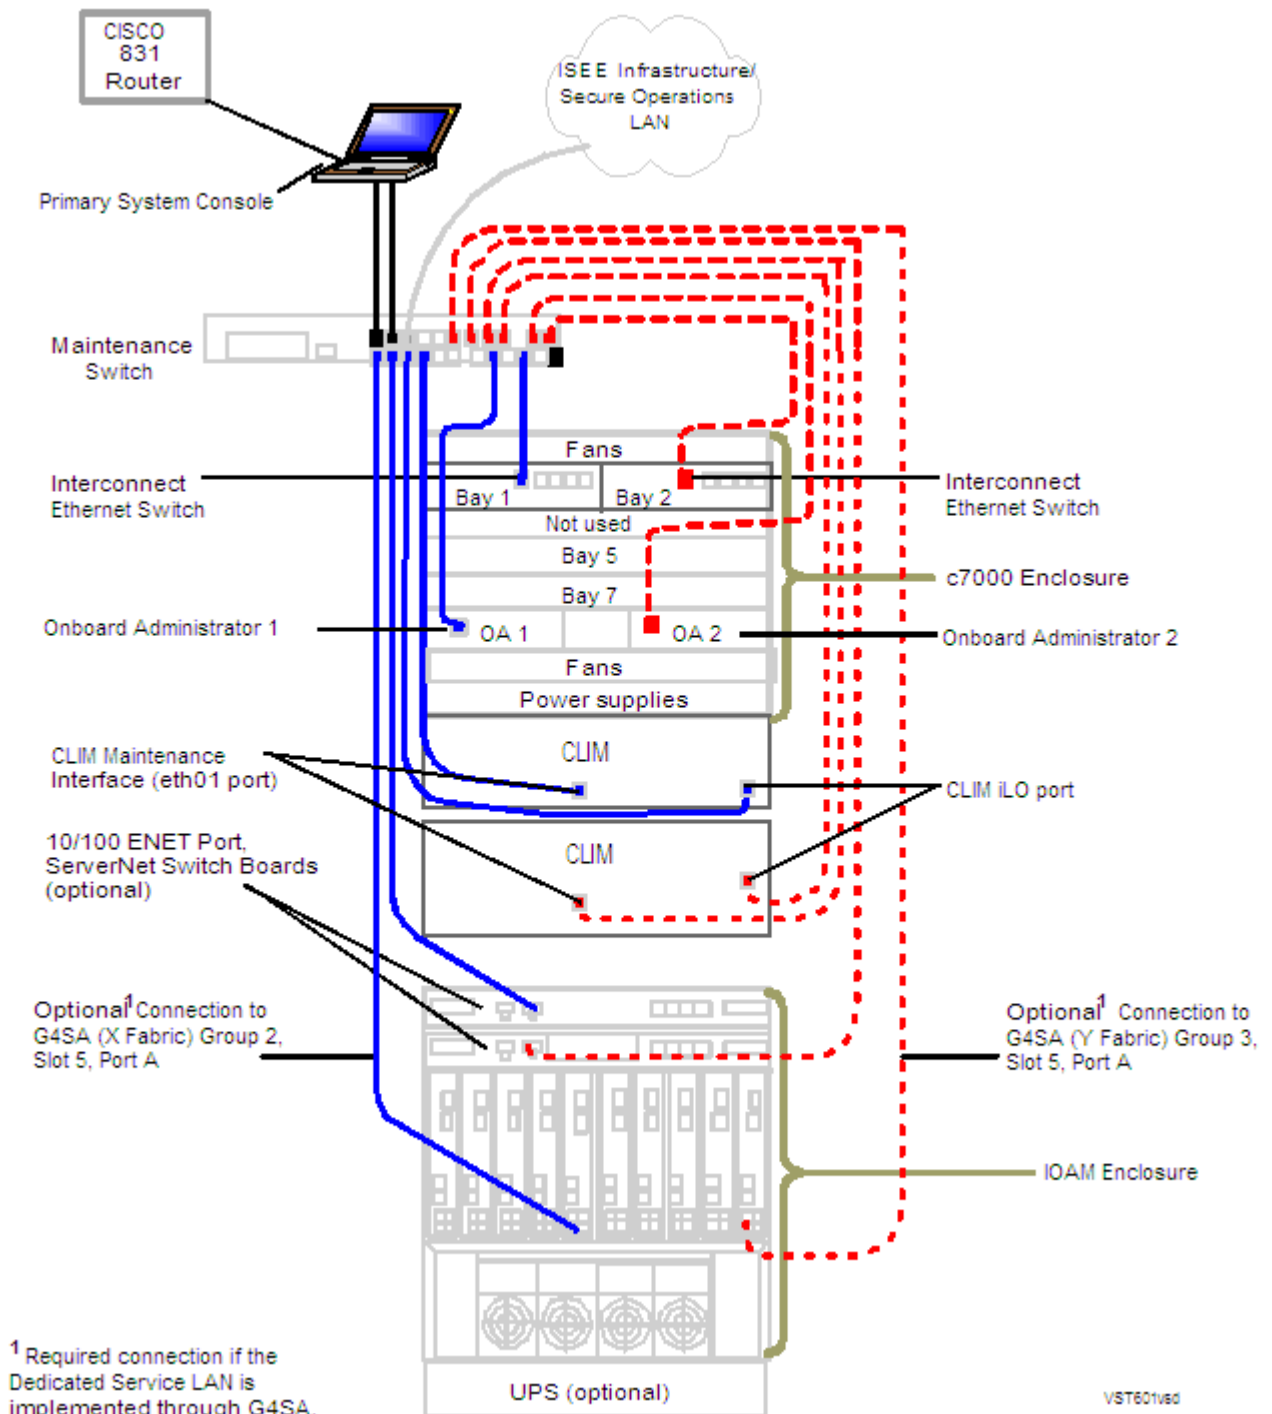 CISCO
831
Router
ISEE Infrastructure/
Secure Operations
LAN
Primary System Console
Maintenance
Switch
Fans
Interconnect
Ethernet Switch
Bay 1
Bay 2
Interconnect
Ethernet Switch
Not used
Bay 5
c7000 Enclosure
Bay 7
Onboard Administrator 1
OA 1
OA 2
Onboard Administrator 2
Fans
Power supplies
CLIM Maintenance
Interface (eth01 port)
CLIM
CLIM iLO port
10/100 ENET Port,
ServerNet Switch Boards
(optional)
CLIM
Optional1 Connection to
G4SA (X Fabric) Group 2,
Slot 5, Port A
Optional1 Connection to
G4SA (Y Fabric) Group 3,
Slot 5, Port A
IOAM Enclosure
1 Required connection if the
Dedicated Service LAN is
implemented through G4SA.
UPS (optional)
VST601vsd